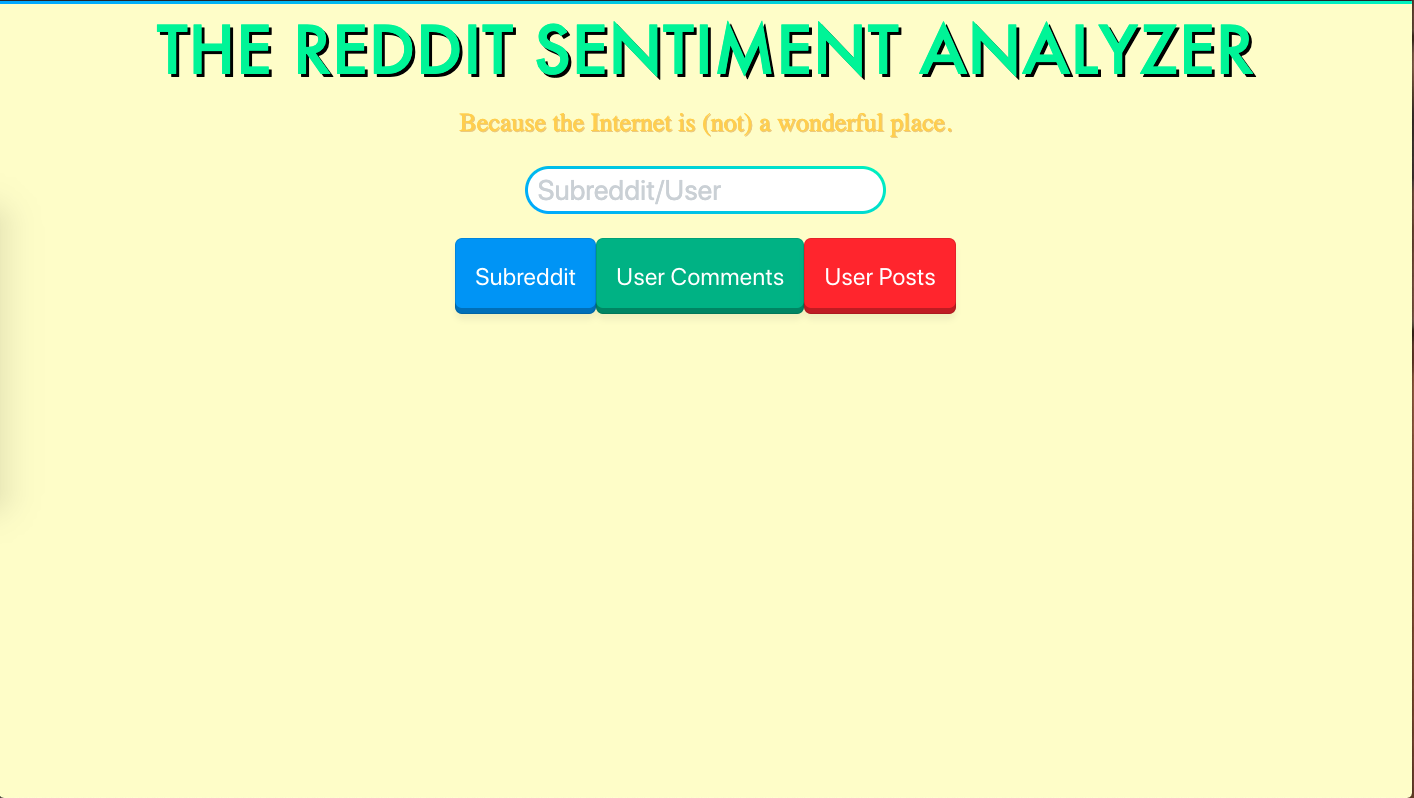 THE REDDIT SENTIMENT ANALYZER
Because the Internet is (not) a wonderful place.
Subreddit/User
Subreddit User Comments User Posts